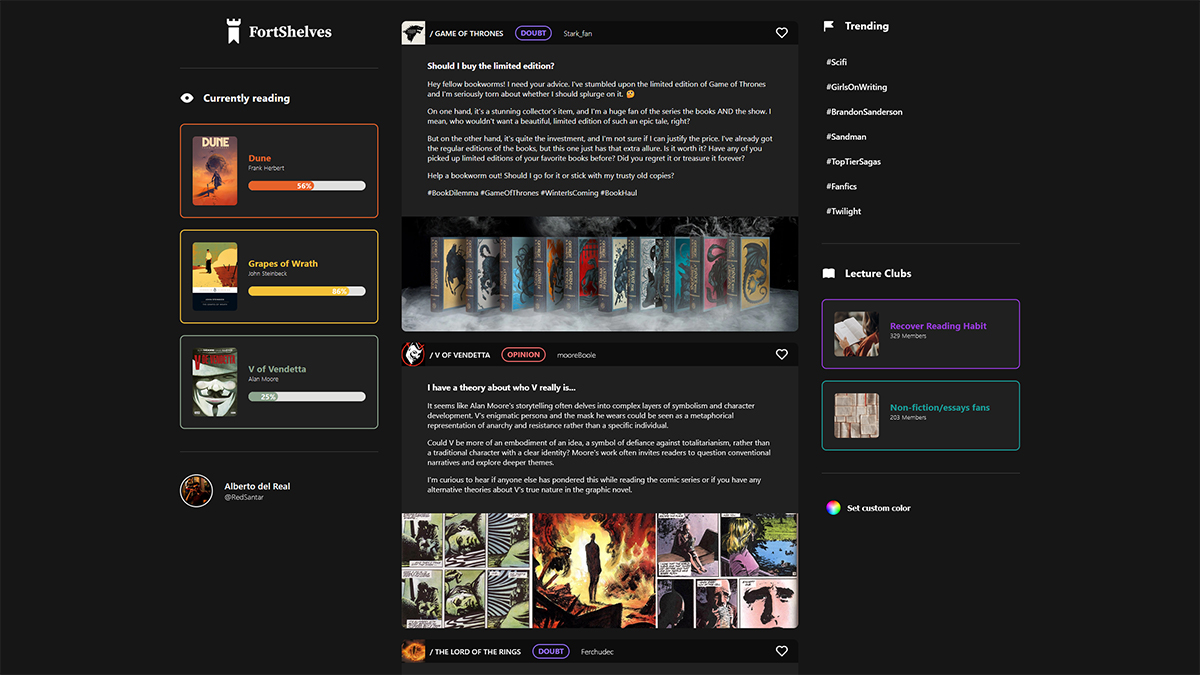 FortShelves
Currently reading
DUNE
Dune
Frank Herbert
56%
Grapes of Wrath
John Steinbeck
86%
V DE VENDETTA
V of Vendetta
Alan Moore
25%
Alberto del Real
@RedSantar
/ GAME OF THRONES DOUBT Stark_fan
Should I buy the limited edition?
Hey fellow bookworms! I need your advice. I've stumbled upon the limited edition of Game of Thrones
and I'm seriously torn about whether I should splurge on it. 🤔
On one hand, it's a stunning collector's item, and I'm a huge fan of the series the books AND the show. I
mean, who wouldn't want a beautiful, limited edition of such an epic tale, right?
But on the other hand, it's quite the investment, and I'm not sure if I can justify the price. I've already got
the regular editions of the books, but this one just has that extra allure. Is it worth it? Have any of you
picked up limited editions of your favorite books before? Did you regret it or treasure it forever?
Help a bookworm out! Should I go for it or stick with my trusty old copies?
#BookDilemma #GameOfThrones #WinterIsComing #BookHaul
/ V OF VENDETTA OPINION mooreBoole
I have a theory about who V really is...
It seems like Alan Moore's storytelling often delves into complex layers of symbolism and character
development. V's enigmatic persona and the mask he wears could be seen as a metaphorical
representation of anarchy and resistance rather than a specific individual.
Could V be more of an embodiment of an idea, a symbol of defiance against totalitarianism, rather than
a traditional character with a clear identity? Moore's work often invites readers to question conventional
narratives and explore deeper themes.
I'm curious to hear if anyone else has pondered this while reading the comic series or if you have any
alternative theories about V's true nature in the graphic novel.
/ THE LORD OF THE RINGS DOUBT Ferchudec
Trending
#Scifi
#GirlsOnWriting
#BrandonSanderson
#Sandman
#TopTierSagas
#Fanfics
#Twilight
Lecture Clubs
Recover Reading Habit
329 Members
Non-fiction/essays fans
203 Members
Set custom color